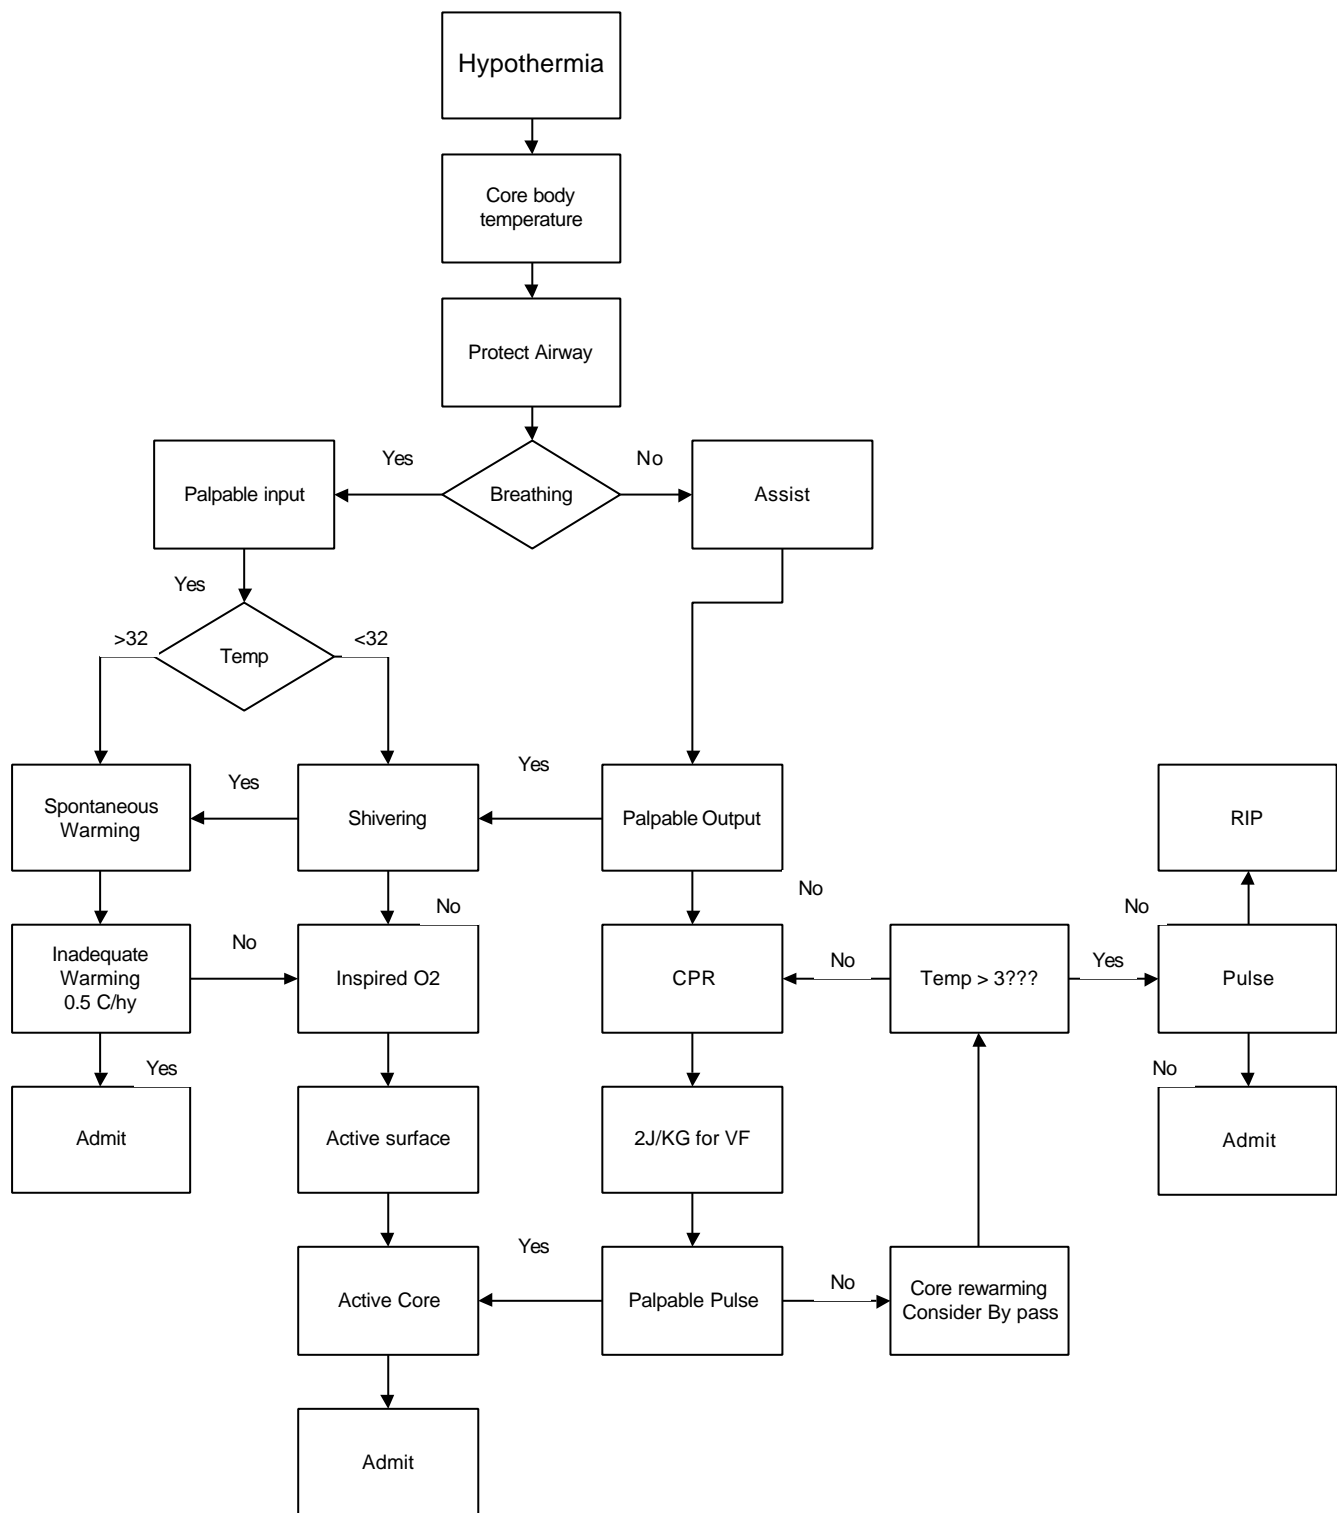 Hypothermia
Core body
temperature
Protect Airway
Yes
No
Palpable input
Breathing
Assist
Yes
>32
<32
Temp
Yes
Yes
Spontaneous
Warming
Shivering
Palpable Output
RIP
No
No
No
No
No
Yes
Inadequate
Warming
0.5 C/hy
Inspired O2
CPR
Temp > 3???
Pulse
Yes
No
Admit
Active surface
2J/KG for VF
Admit
Yes
No
Active Core
Palpable Pulse
Core rewarming
Consider By pass
Admit